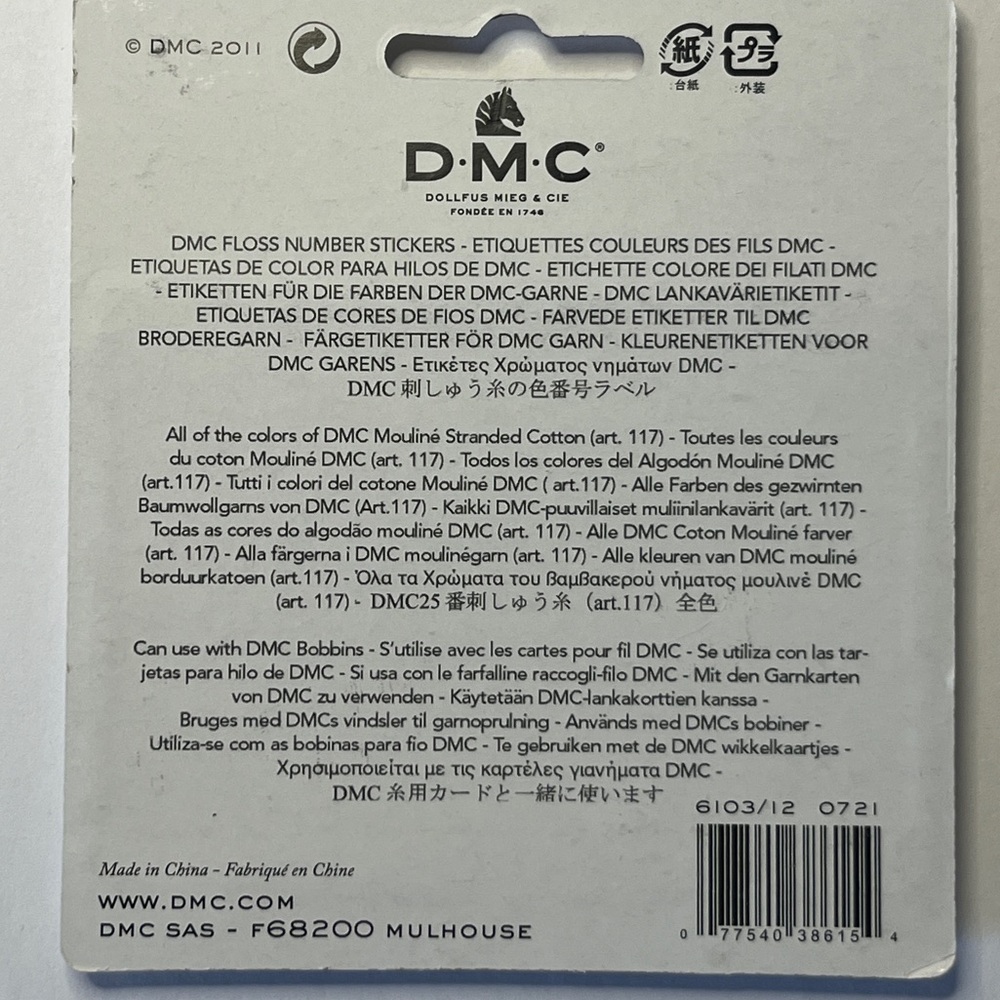 © DMC 2011
紙
:台紙
プラ
:外装
D·M·C®
DOLLFUS MIEG & CIE
FONDÉE EN 1746
DMC FLOSS NUMBER STICKERS - ETIQUETTES COULEURS DES FILS DMC -
ETIQUETAS DE COLOR PARA HILOS DE DMC - ETICHETTE COLORE DEI FILATI DMC
- ETIKETTEN FÜR DIE FARBEN DER DMC-GARNE - DMC LANKAVÄRIETIKETIT -
ETIQUETAS DE CORES DE FIOS DMC - FARVEDE ETIKETTER TIL DMC
BRODEREGARN - FÄRGETIKETTER FÖR DMC GARN - KLEURENETIKETTEN VOOR
DMC GARENS - Ετικέτες Χρώματος νημάτων DMC -
DMC 刺しゅう糸の色番号ラベル
All of the colors of DMC Mouliné Stranded Cotton (art. 117) - Toutes les couleurs
du coton Mouliné DMC (art. 117) - Todos los colores del Algodón Mouliné DMC
(art.117) - Tutti i colori del cotone Mouliné DMC ( art.117) - Alle Farben des gezwirnten
Baumwollgarns von DMC (Art.117) - Kaikki DMC-puuvillaiset muliinilankavärit (art. 117) -
Todas as cores do algodão mouliné DMC (art. 117) - Alle DMC Coton Mouliné farver
(art. 117) - Alla färgerna i DMC moulinégarn (art. 117) - Alle kleuren van DMC mouliné
borduurkatoen (art.117) - Όλα τα Χρώματα του βαμβακερού νήματος μουλινέ DMC
(art. 117) - DMC25 番刺しゅう糸（art.117）全色
Can use with DMC Bobbins - S'utilise avec les cartes pour fil DMC - Se utiliza con las tar-
jetas para hilo de DMC - Si usa con le farfalline raccogli-filo DMC - Mit den Garnkarten
von DMC zu verwenden - Käytetään DMC-lankakorttien kanssa -
Bruges med DMCs vindsler til garnoprulning - Används med DMCs bobiner -
Utiliza-se com as bobinas para fio DMC - Te gebruiken met de DMC wikkelkaartjes -
Χρησιμοποιείται με τις καρτέλες γιανήματα DMC -
DMC 糸用カードと一緒に使います
6103/12 0721
Made in China - Fabriqué en Chine
WWW.DMC.COM
DMC SAS - F68200 MULHOUSE
0 77540 38615 4